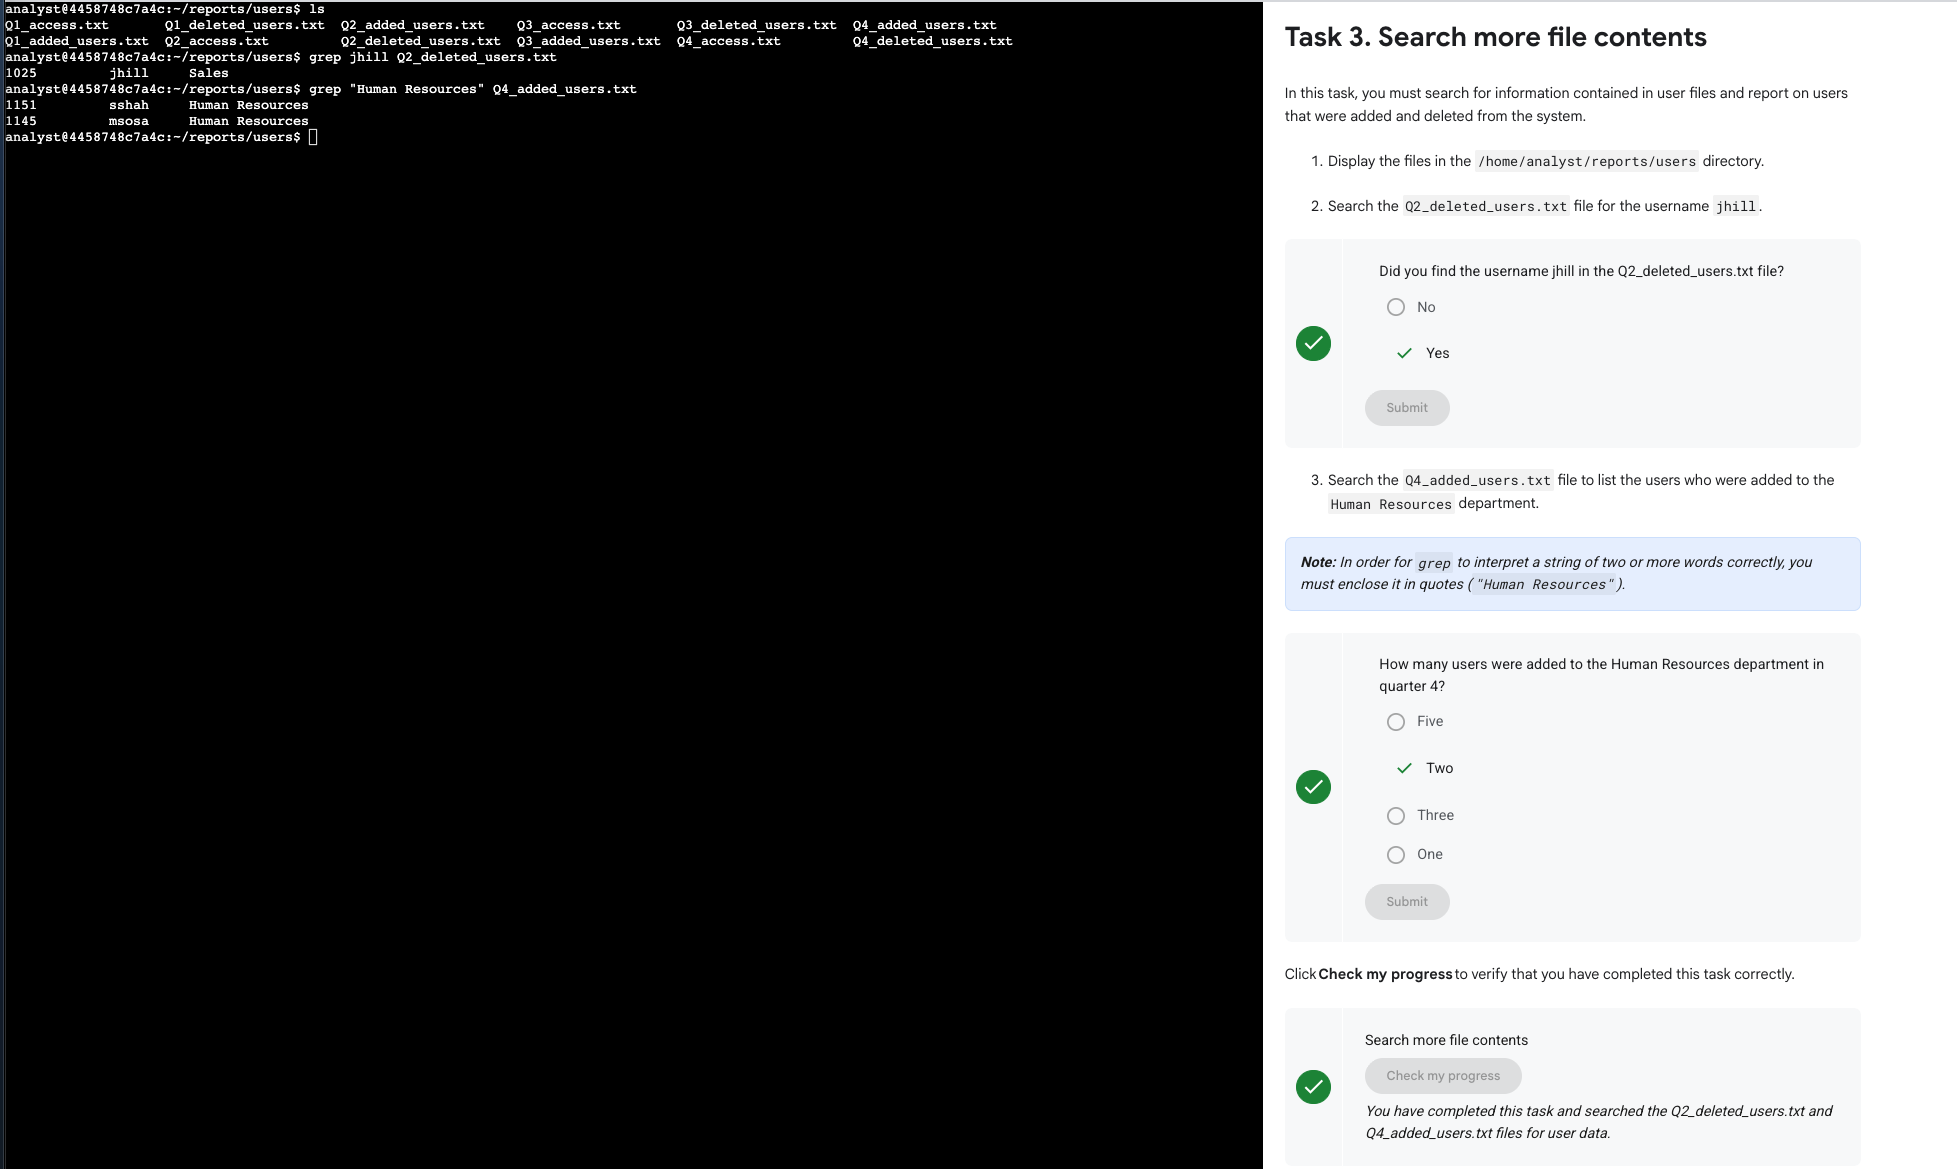 analyst@4458748c7a4c:~/reports/users$ ls
Q1_access.txt Q1_deleted_users.txt Q2_added_users.txt Q3_access.txt Q3_deleted_users.txt Q4_added_users.txt
Q1_added_users.txt Q2_access.txt Q2_deleted_users.txt Q3_added_users.txt Q4_access.txt Q4_deleted_users.txt
analyst@4458748c7a4c:~/reports/users$ grep jhill Q2_deleted_users.txt
1025 jhill Sales
analyst@4458748c7a4c:~/reports/users$ grep "Human Resources" Q4_added_users.txt
1151 sshah Human Resources
1145 msosa Human Resources
analyst@4458748c7a4c:~/reports/users$
Task 3. Search more file contents
In this task, you must search for information contained in user files and report on users
that were added and deleted from the system.
1. Display the files in the /home/analyst/reports/users directory.
2. Search the Q2_deleted_users.txt file for the username jhill.
Did you find the username jhill in the Q2_deleted_users.txt file?
No
Yes
Submit
3. Search the Q4_added_users.txt file to list the users who were added to the
Human Resources department.
Note: In order for grep to interpret a string of two or more words correctly, you
must enclose it in quotes ("Human Resources").
How many users were added to the Human Resources department in
quarter 4?
Five
Two
Three
One
Submit
Click Check my progress to verify that you have completed this task correctly.
Search more file contents
Check my progress
You have completed this task and searched the Q2_deleted_users.txt and
Q4_added_users.txt files for user data.